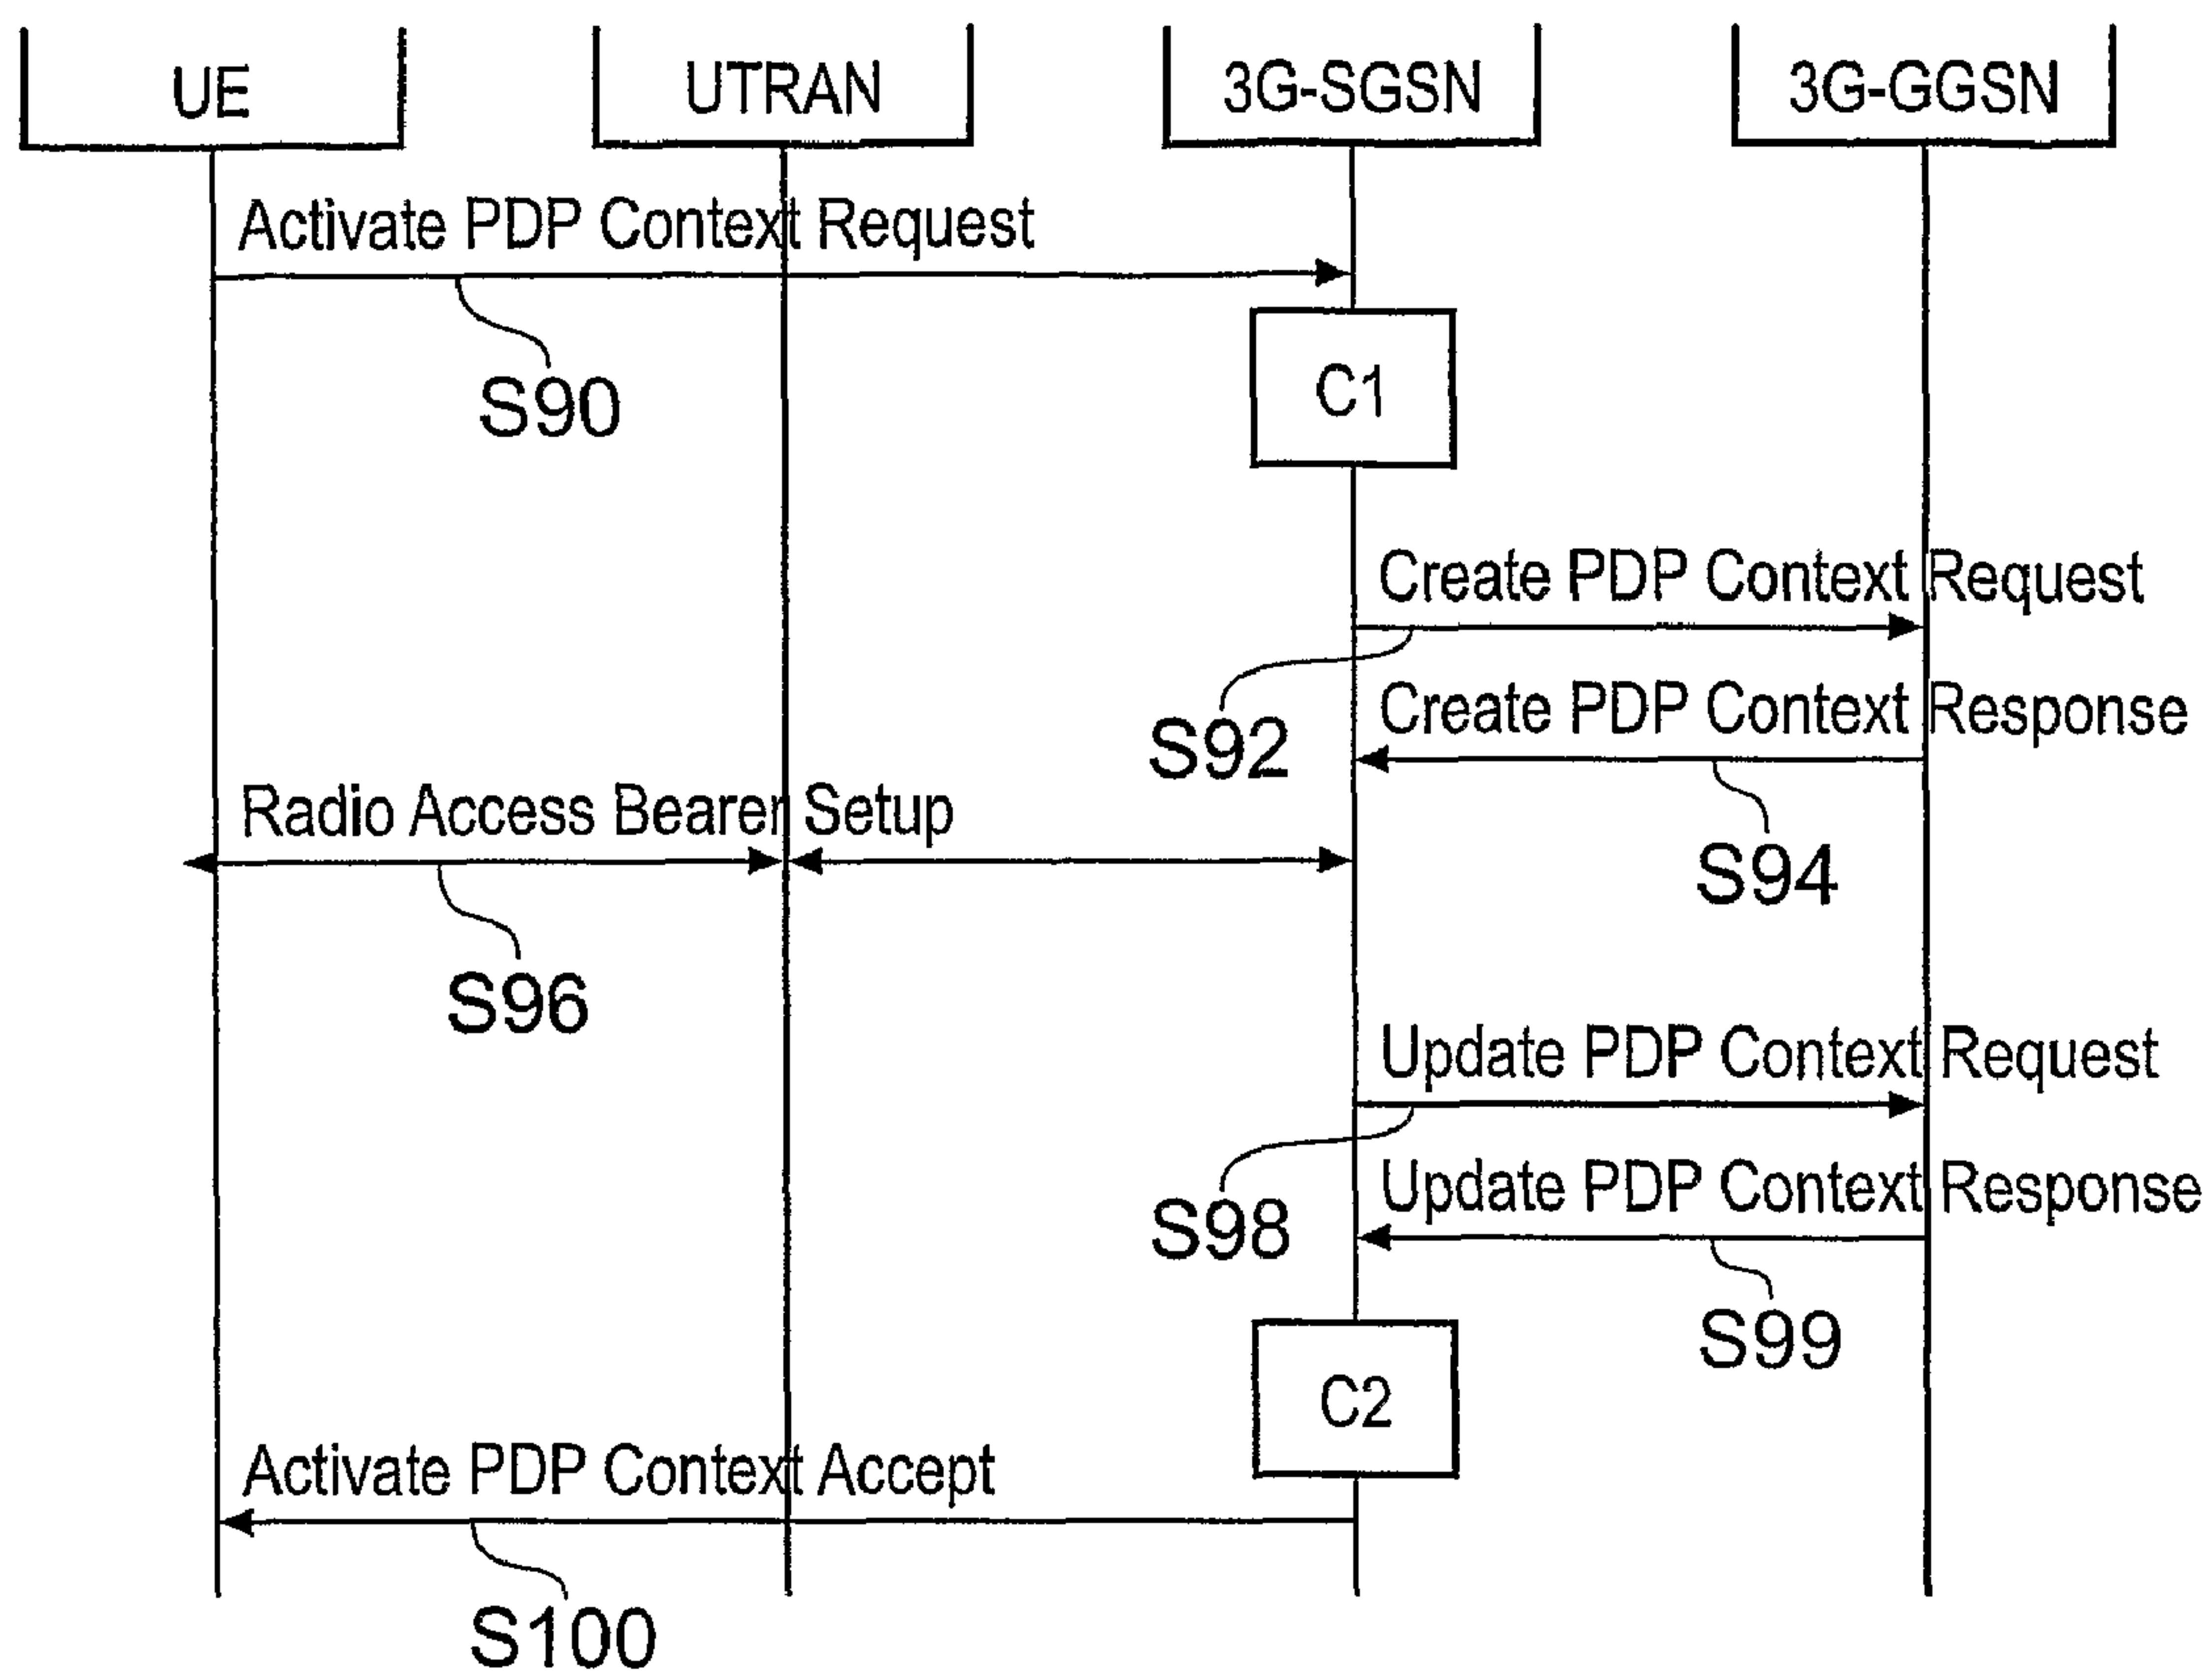 UE
UTRAN
3G-SGSN
3G-GGSN
Activate PDP Context Request
S90
C1
Create PDP Context Request
S92
Create PDP Context Response
S94
Radio Access Bearer Setup
S96
Update PDP Context Request
S98
Update PDP Context Response
S99
C2
Activate PDP Context Accept
S100